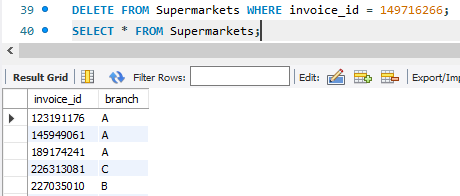 39 DELETE FROM Supermarkets WHERE invoice_id = 149716266;
40 SELECT * FROM Supermarkets;
Result Grid Filter Rows: Edit: Export/Imp
invoice_id branch
123191176 A
145949061 A
189174241 A
226313081 C
227035010 B